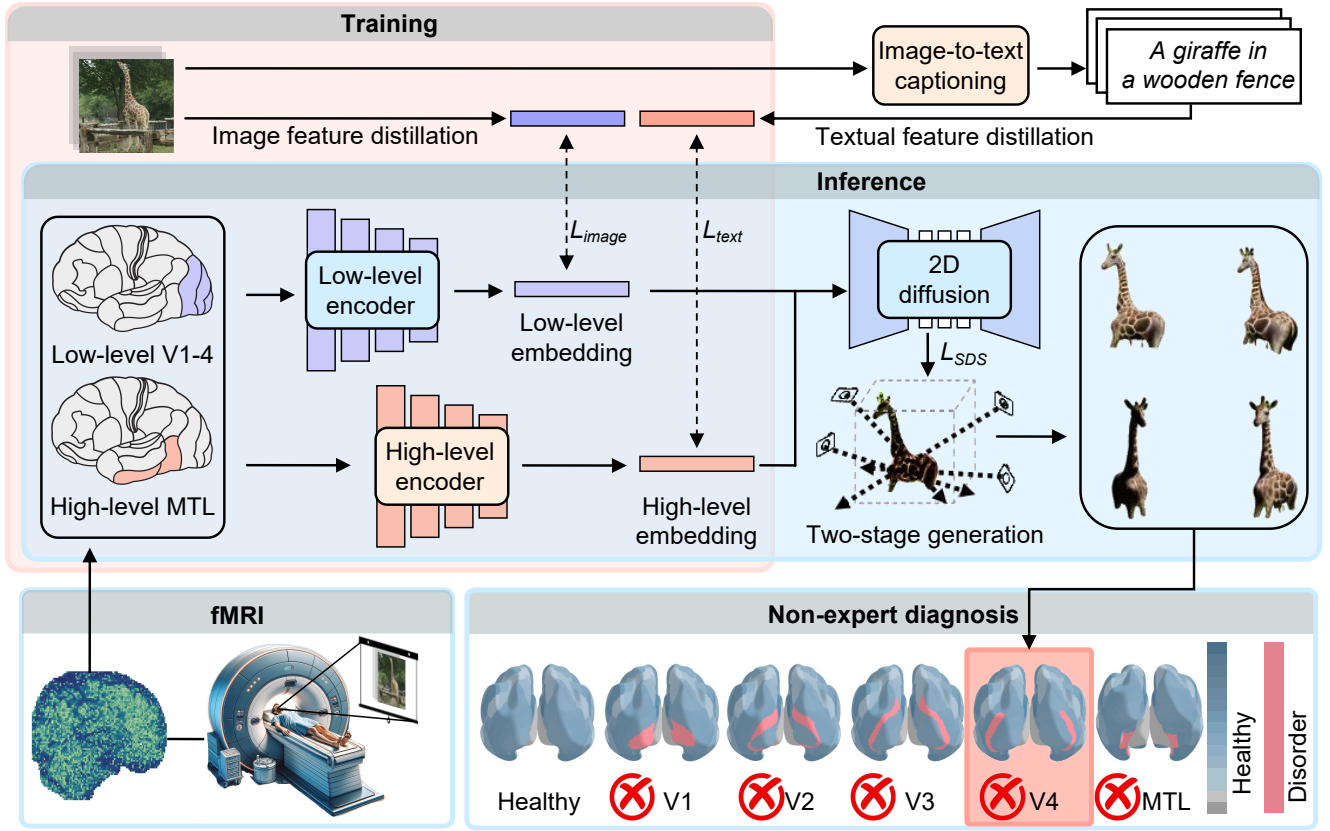 Training
Image-to-text
captioning
A giraffe in
a wooden fence
Image feature distillation
Textual feature distillation
Inference
L_image
L_text
Low-level
encoder
Low-level
embedding
2D
diffusion
L_SDS
Low-level V1-4
High-level
encoder
High-level
embedding
High-level MTL
Two-stage generation
fMRI
Non-expert diagnosis
Healthy
V1
V2
V3
V4
MTL
Healthy
Disorder